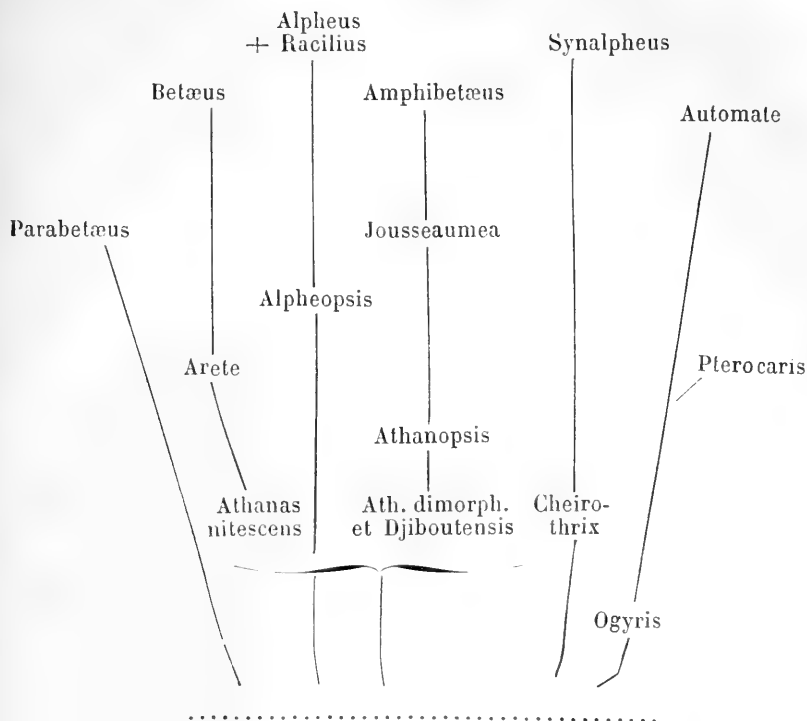 Alpheus
+ Racilius
Synalpheus
Betæus
Amphibetæus
Automate
Parabetæus
Jousseaumea
Alpheopsis
Arete
Pterocaris
Athanopsis
Athanas
nitescens
Ath. dimorph.
et Djiboutensis
Cheiro-
thrix
Ogyris